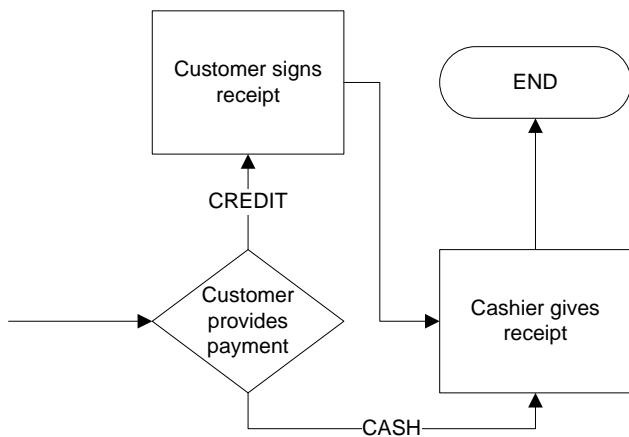 Customer signs
receipt
END
CREDIT
Customer
provides
payment
Cashier gives
receipt
CASH